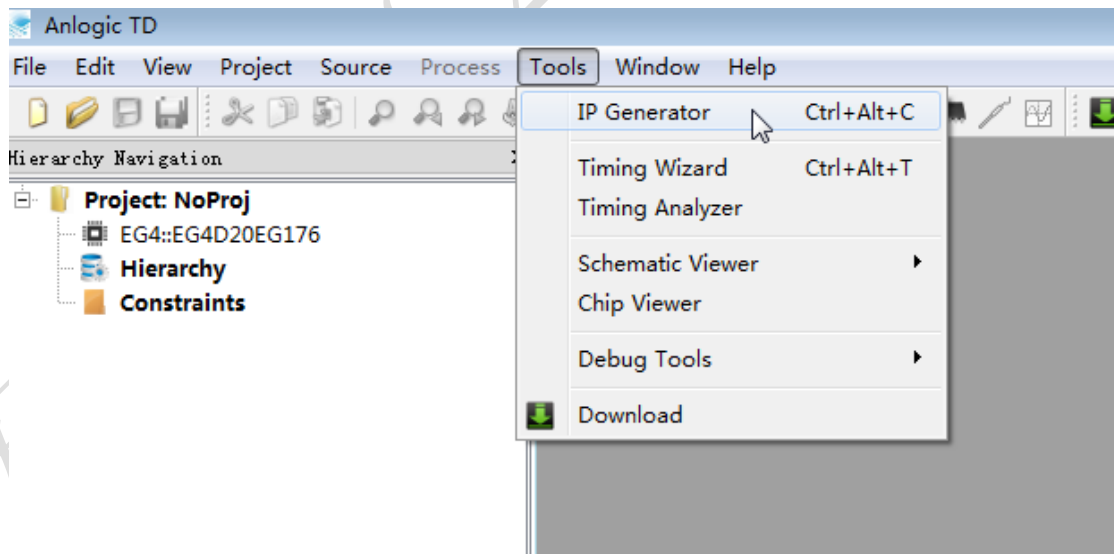 Anlogic TD
File Edit View Project Source Process Tools Window Help
IP Generator Ctrl+Alt+C
Hierarchy Navigation
Timing Wizard Ctrl+Alt+T
Project: NoProj
Timing Analyzer
EG4::EG4D20EG176
Schematic Viewer
Hierarchy
Chip Viewer
Constraints
Debug Tools
Download